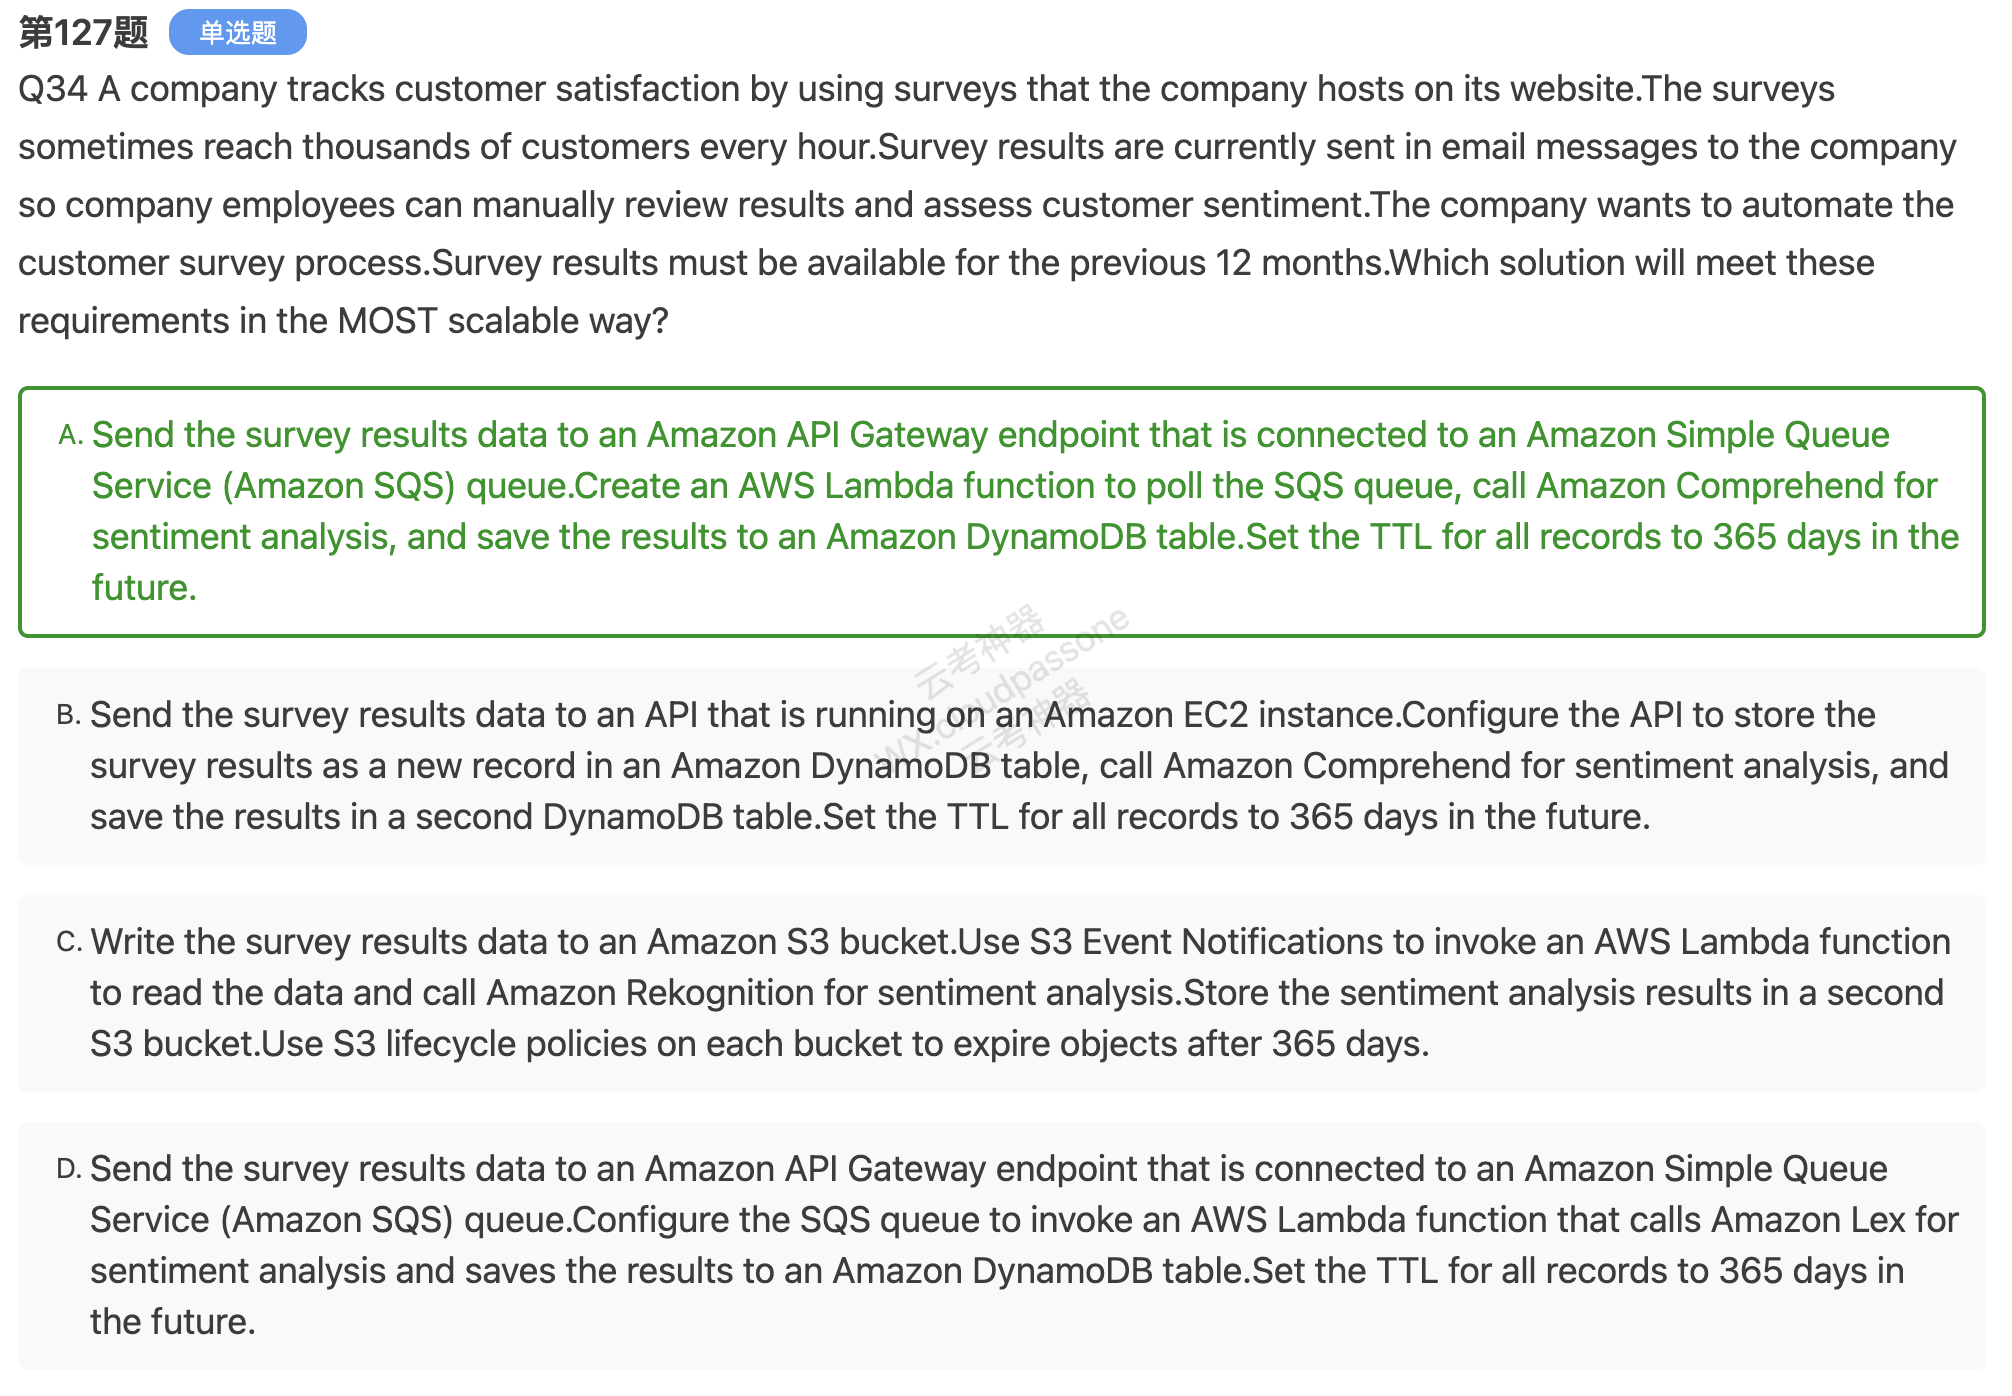 第127题 单选题
Q34 A company tracks customer satisfaction by using surveys that the company hosts on its website.The surveys
sometimes reach thousands of customers every hour.Survey results are currently sent in email messages to the company
so company employees can manually review results and assess customer sentiment.The company wants to automate the
customer survey process.Survey results must be available for the previous 12 months.Which solution will meet these
requirements in the MOST scalable way?
A. Send the survey results data to an Amazon API Gateway endpoint that is connected to an Amazon Simple Queue
Service (Amazon SQS) queue.Create an AWS Lambda function to poll the SQS queue, call Amazon Comprehend for
sentiment analysis, and save the results to an Amazon DynamoDB table.Set the TTL for all records to 365 days in the
future.
云考神器
WX:cloudpassone
云考神器
B. Send the survey results data to an API that is running on an Amazon EC2 instance.Configure the API to store the
survey results as a new record in an Amazon DynamoDB table, call Amazon Comprehend for sentiment analysis, and
save the results in a second DynamoDB table.Set the TTL for all records to 365 days in the future.
C. Write the survey results data to an Amazon S3 bucket.Use S3 Event Notifications to invoke an AWS Lambda function
to read the data and call Amazon Rekognition for sentiment analysis.Store the sentiment analysis results in a second
S3 bucket.Use S3 lifecycle policies on each bucket to expire objects after 365 days.
D. Send the survey results data to an Amazon API Gateway endpoint that is connected to an Amazon Simple Queue
Service (Amazon SQS) queue.Configure the SQS queue to invoke an AWS Lambda function that calls Amazon Lex for
sentiment analysis and saves the results to an Amazon DynamoDB table.Set the TTL for all records to 365 days in
the future.